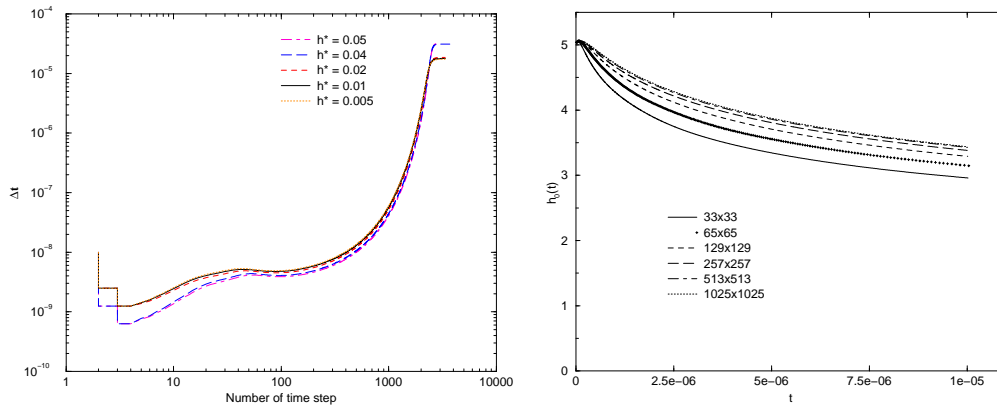 10^-4
10^-5
10^-6
10^-7
10^-8
10^-9
10^-10
Δt
1 10 100 1000 10000
Number of time step
h* = 0.05
h* = 0.04
h* = 0.02
h* = 0.01
h* = 0.005
5
4
3
2
1
0
h₀(t)
0 2.5e−06 5e−06 7.5e−06 1e−05
t
33x33
65x65
129x129
257x257
513x513
1025x1025